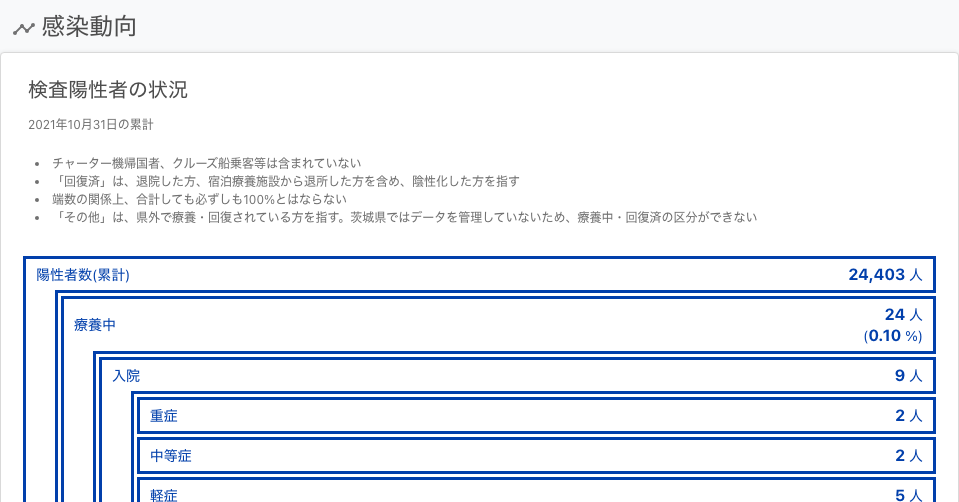 感染動向
検査陽性者の状況
2021年10月31日の累計
• チャーター機帰国者、クルーズ船乗客等は含まれていない
• 「回復済」は、退院した方、宿泊療養施設から退所した方を含め、陰性化した方を指す
• 端数の関係上、合計しても必ずしも100%とはならない
• 「その他」は、県外で療養・回復されている方を指す。茨城県ではデータを管理していないため、療養中・回復済の区分ができない
陽性者数(累計) 24,403 人
療養中 24 人
(0.10 %)
入院 9 人
重症 2 人
中等症 2 人
軽症 5 人